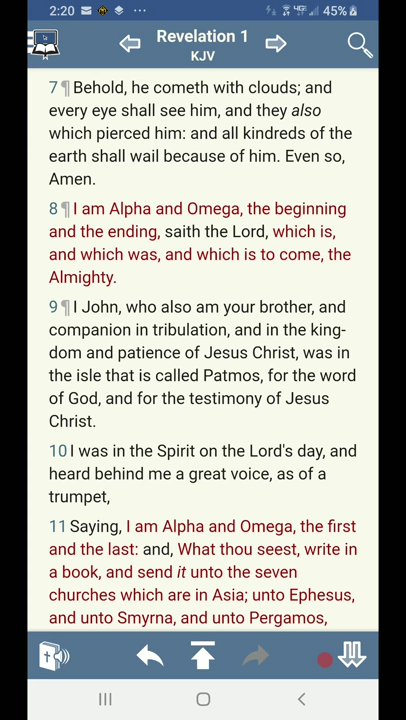 2:20 45%
Revelation 1
KJV
7 ¶ Behold, he cometh with clouds; and
every eye shall see him, and they also
which pierced him: and all kindreds of the
earth shall wail because of him. Even so,
Amen.
8 ¶ I am Alpha and Omega, the beginning
and the ending, saith the Lord, which is,
and which was, and which is to come, the
Almighty.
9 ¶ I John, who also am your brother, and
companion in tribulation, and in the king-
dom and patience of Jesus Christ, was in
the isle that is called Patmos, for the word
of God, and for the testimony of Jesus
Christ.
10 I was in the Spirit on the Lord's day, and
heard behind me a great voice, as of a
trumpet,
11 Saying, I am Alpha and Omega, the first
and the last: and, What thou seest, write in
a book, and send it unto the seven
churches which are in Asia; unto Ephesus,
and unto Smyrna, and unto Pergamos,